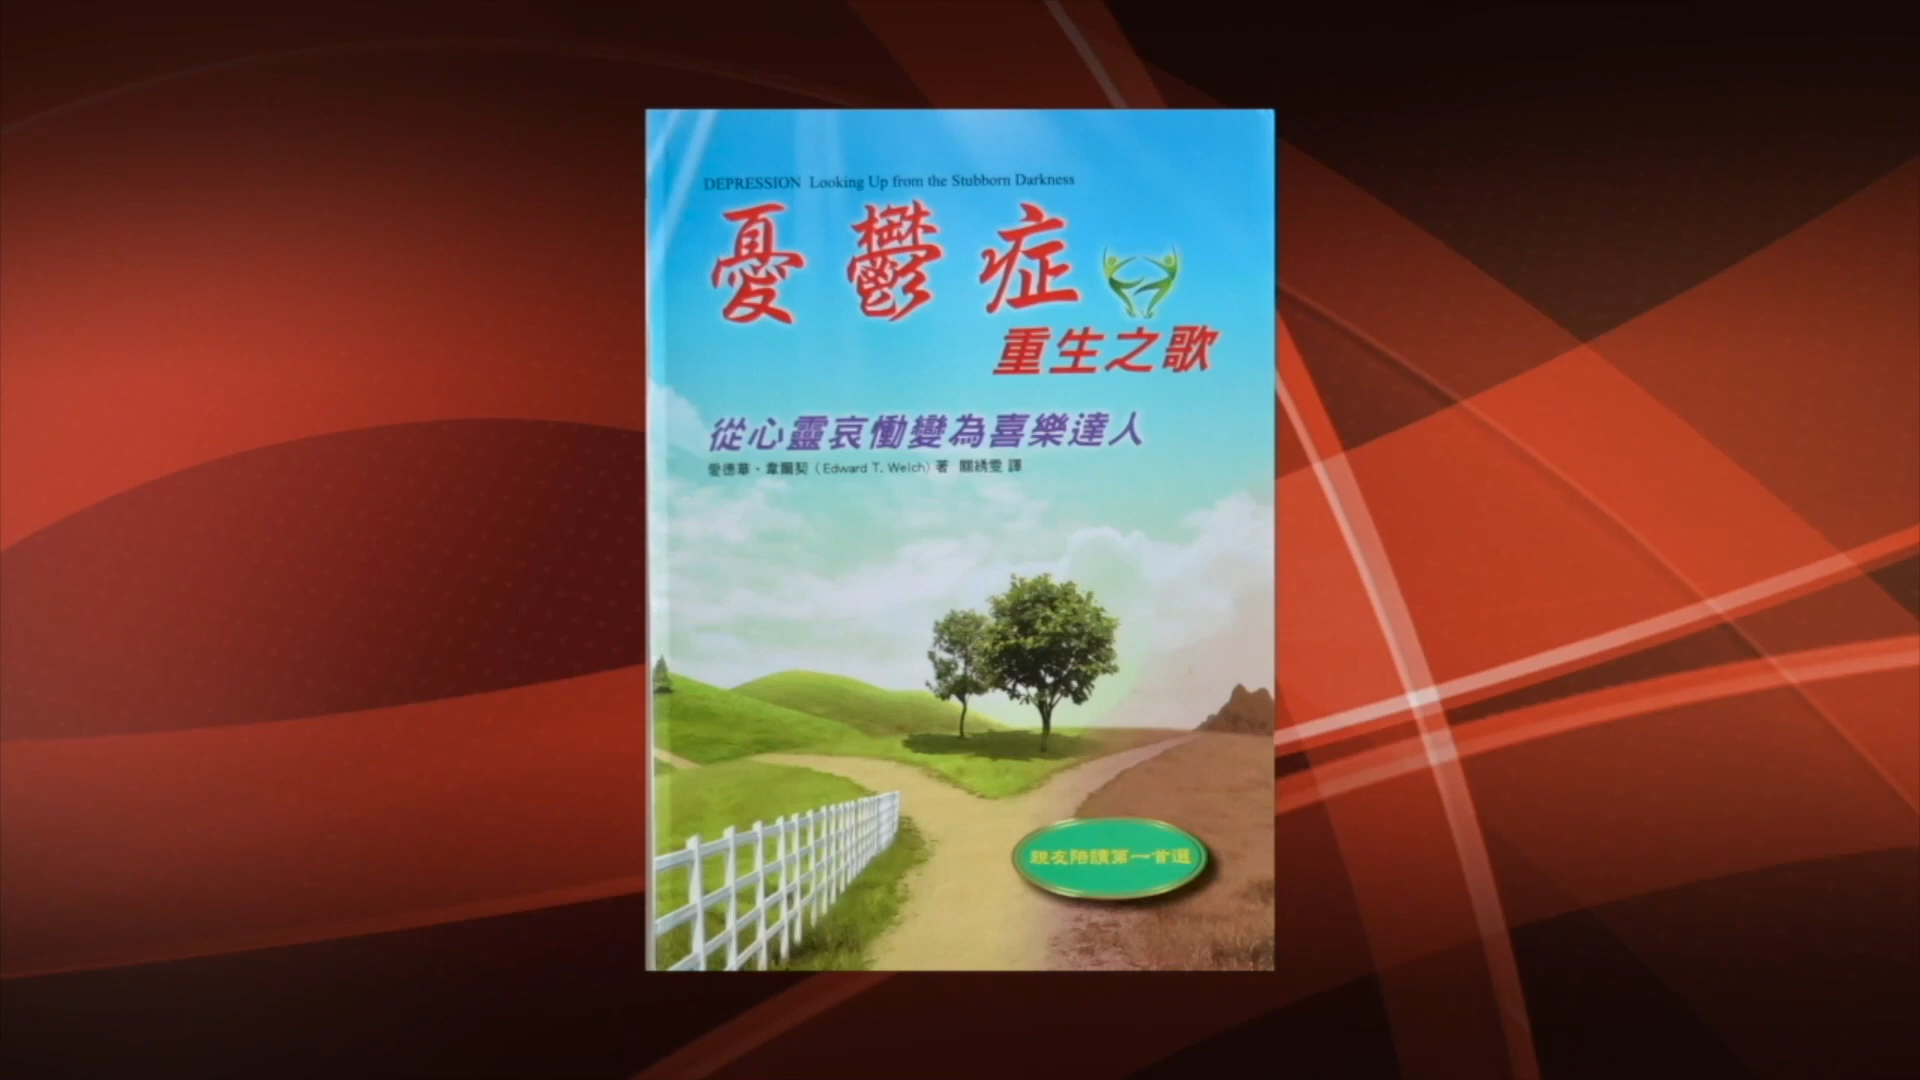 DEPRESSION Looking Up from the Stubborn Darkness
憂鬱症
重生之歌
從心靈哀慟變為喜樂達人
愛德華·韋爾契（Edward T. Welch）著 關綉雯 譯
親友陪讀第一首選